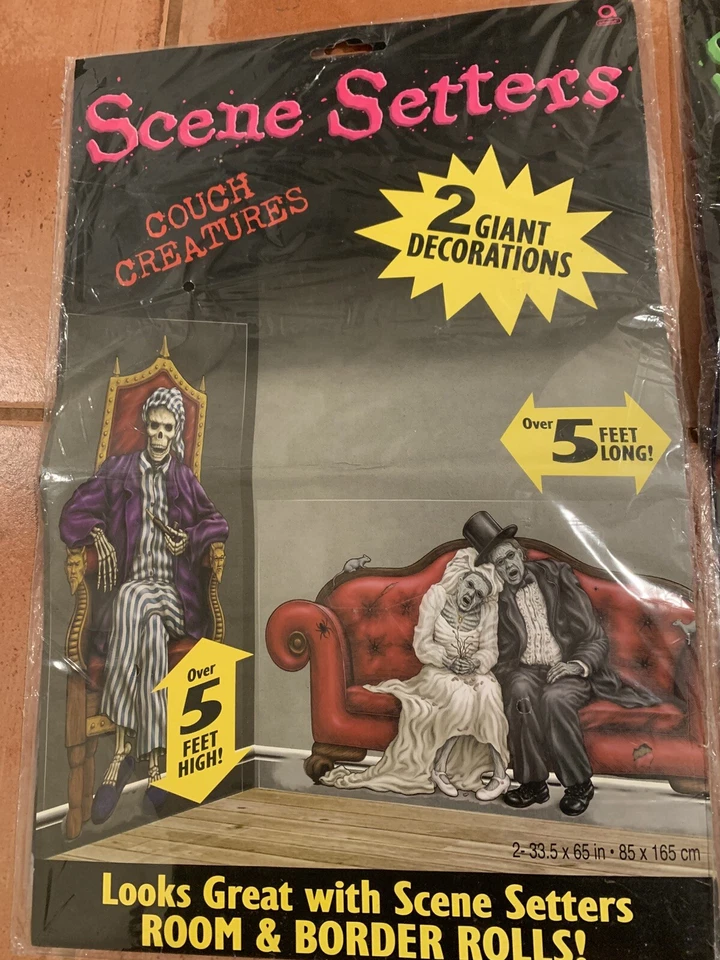 Scene Setters
COUCH
CREATURES
2 GIANT
DECORATIONS
Over 5 FEET
LONG!
Over
5
FEET
HIGH!
2- 33.5 x 65 in • 85 x 165 cm
Looks Great with Scene Setters
ROOM & BORDER ROLLS!